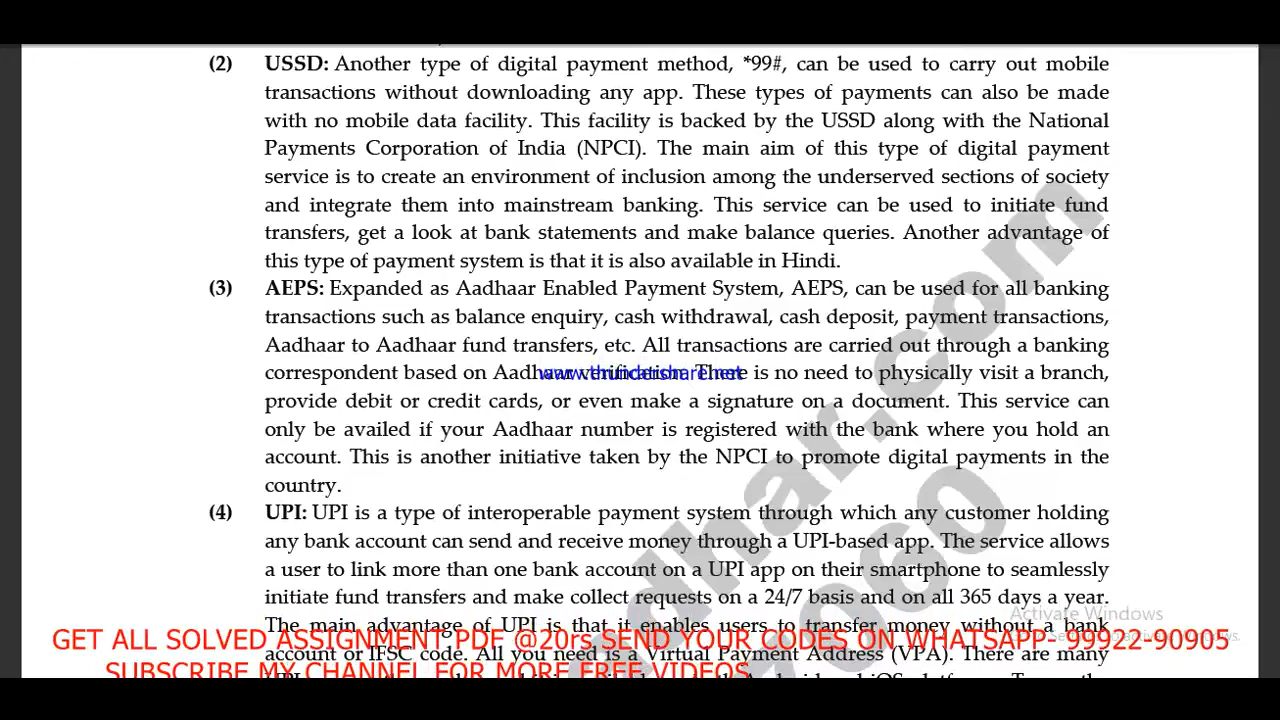 (2) USSD: Another type of digital payment method, *99#, can be used to carry out mobile
transactions without downloading any app. These types of payments can also be made
with no mobile data facility. This facility is backed by the USSD along with the National
Payments Corporation of India (NPCI). The main aim of this type of digital payment
service is to create an environment of inclusion among the underserved sections of society
and integrate them into mainstream banking. This service can be used to initiate fund
transfers, get a look at bank statements and make balance queries. Another advantage of
this type of payment system is that it is also available in Hindi.
(3) AEPS: Expanded as Aadhaar Enabled Payment System, AEPS, can be used for all banking
transactions such as balance enquiry, cash withdrawal, cash deposit, payment transactions,
Aadhaar to Aadhaar fund transfers, etc. All transactions are carried out through a banking
correspondent based on Aadhaar verification. There is no need to physically visit a branch,
provide debit or credit cards, or even make a signature on a document. This service can
only be availed if your Aadhaar number is registered with the bank where you hold an
account. This is another initiative taken by the NPCI to promote digital payments in the
country.
(4) UPI: UPI is a type of interoperable payment system through which any customer holding
any bank account can send and receive money through a UPI-based app. The service allows
a user to link more than one bank account on a UPI app on their smartphone to seamlessly
initiate fund transfers and make collect requests on a 24/7 basis and on all 365 days a year.
Activate Windows
The main advantage of UPI is that it enables users to transfer money without a bank
GET ALL SOLVED ASSIGNMENT PDF @20rs SEND YOUR CODES ON WHATSAPP- 99922-90905
account or IFSC code. All you need is a Virtual Payment Address (VPA). There are many
SUBSCRIBE MY CHANNEL FOR MORE FREE VIDEOS